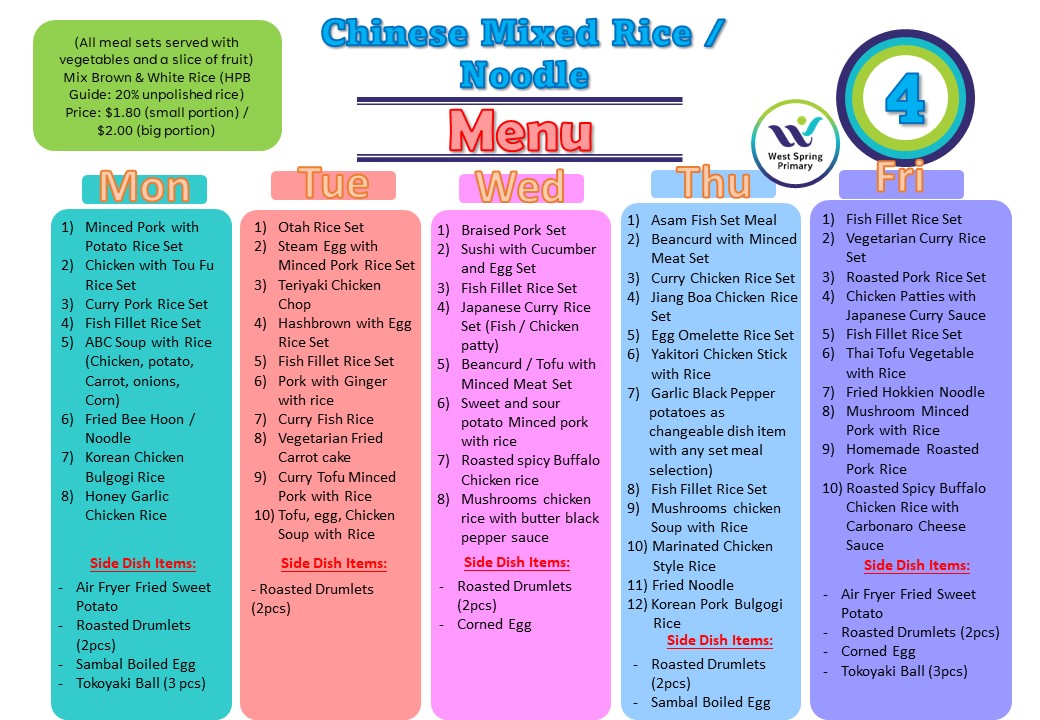 (All meal sets served with
vegetables and a slice of fruit)
Mix Brown & White Rice (HPB
Guide: 20% unpolished rice)
Price: $1.80 (small portion) /
$2.00 (big portion)
Chinese Mixed Rice /
Noodle
Menu
West Spring
Primary
4
Mon
1) Minced Pork with
Potato Rice Set
2) Chicken with Tou Fu
Rice Set
3) Curry Pork Rice Set
4) Fish Fillet Rice Set
5) ABC Soup with Rice
(Chicken, potato,
Carrot, onions,
Corn)
6) Fried Bee Hoon /
Noodle
7) Korean Chicken
Bulgogi Rice
8) Honey Garlic
Chicken Rice
Side Dish Items:
- Air Fryer Fried Sweet
Potato
- Roasted Drumlets
(2pcs)
- Sambal Boiled Egg
- Tokoyaki Ball (3 pcs)
Tue
1) Otah Rice Set
2) Steam Egg with
Minced Pork Rice Set
3) Teriyaki Chicken
Chop
4) Hashbrown with Egg
Rice Set
5) Fish Fillet Rice Set
6) Pork with Ginger
with rice
7) Curry Fish Rice
8) Vegetarian Fried
Carrot cake
9) Curry Tofu Minced
Pork with Rice
10) Tofu, egg, Chicken
Soup with Rice
Side Dish Items:
- Roasted Drumlets
(2pcs)
Wed
1) Braised Pork Set
2) Sushi with Cucumber
and Egg Set
3) Fish Fillet Rice Set
4) Japanese Curry Rice
Set (Fish / Chicken
patty)
5) Beancurd / Tofu with
Minced Meat Set
6) Sweet and sour
potato Minced pork
with rice
7) Roasted spicy Buffalo
Chicken rice
8) Mushrooms chicken
rice with butter black
pepper sauce
Side Dish Items:
- Roasted Drumlets
(2pcs)
- Corned Egg
Thu
1) Asam Fish Set Meal
2) Beancurd with Minced
Meat Set
3) Curry Chicken Rice Set
4) Jiang Boa Chicken Rice
Set
5) Egg Omelette Rice Set
6) Yakitori Chicken Stick
with Rice
7) Garlic Black Pepper
potatoes as
changeable dish item
with any set meal
selection)
8) Fish Fillet Rice Set
9) Mushrooms chicken
Soup with Rice
10) Marinated Chicken
Style Rice
11) Fried Noodle
12) Korean Pork Bulgogi
Rice
Side Dish Items:
- Roasted Drumlets
(2pcs)
- Sambal Boiled Egg
Fri
1) Fish Fillet Rice Set
2) Vegetarian Curry Rice
Set
3) Roasted Pork Rice Set
4) Chicken Patties with
Japanese Curry Sauce
5) Fish Fillet Rice Set
6) Thai Tofu Vegetable
with Rice
7) Fried Hokkien Noodle
8) Mushroom Minced
Pork with Rice
9) Homemade Roasted
Pork Rice
10) Roasted Spicy Buffalo
Chicken Rice with
Carbonaro Cheese
Sauce
Side Dish Items:
- Air Fryer Fried Sweet
Potato
- Roasted Drumlets (2pcs)
- Corned Egg
- Tokoyaki Ball (3pcs)